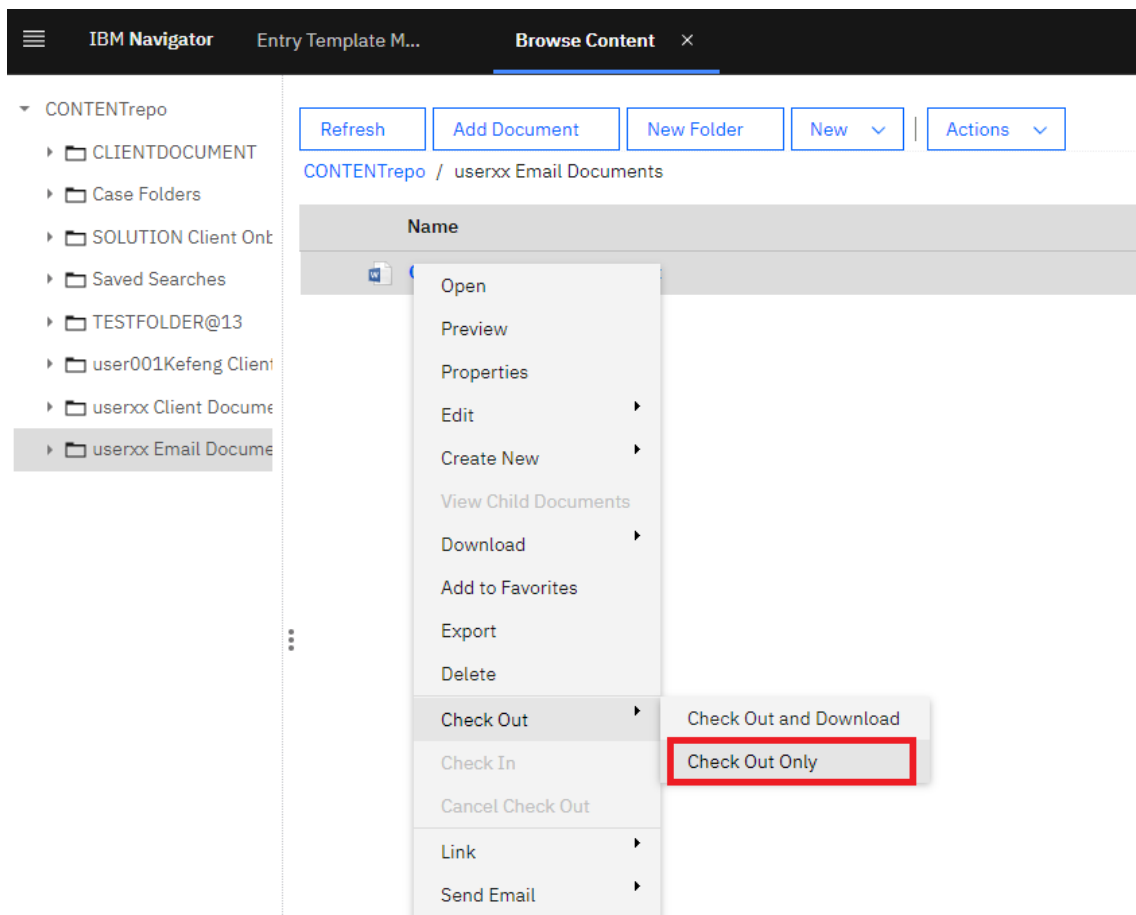 IBM Navigator Entry Template M... Browse Content
CONTENTrepo
CLIENTDOCUMENT
Case Folders
SOLUTION Client Onb
Saved Searches
TESTFOLDER@13
user001Kefeng Client
userxx Client Docume
userxx Email Docume
Refresh Add Document New Folder New Actions
CONTENTrepo / userxx Email Documents
Name
Open
Preview
Properties
Edit
Create New
View Child Documents
Download
Add to Favorites
Export
Delete
Check Out
Check In
Cancel Check Out
Link
Send Email
Check Out and Download
Check Out Only